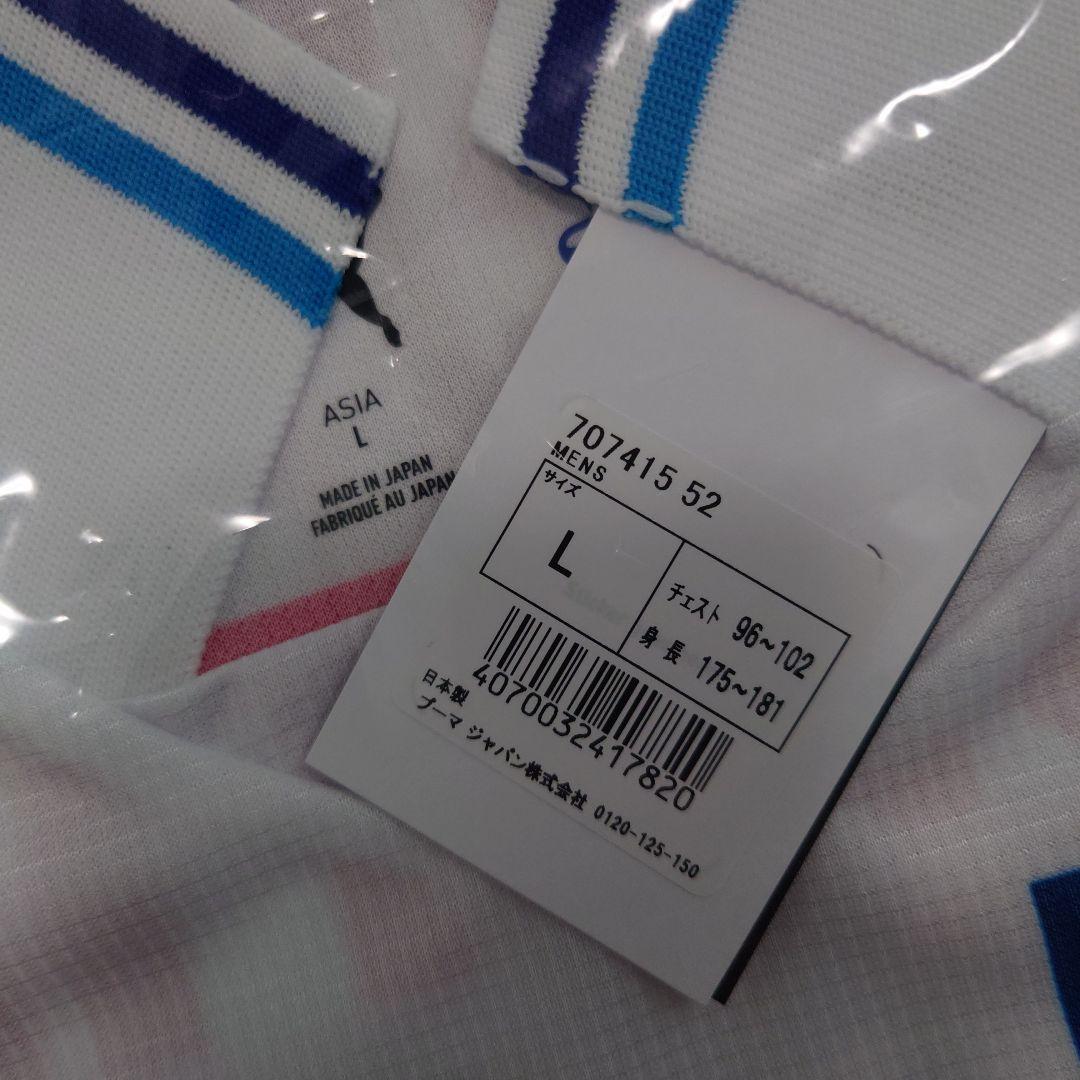 ASIA
L
MADE IN JAPAN
FABRIQUÉ AU JAPAN
707415 52
MENS
サイズ
L
チェスト 96~102
身長 175~181
4070032417820
日本製
プーマ ジャパン株式会社 0120-125-150